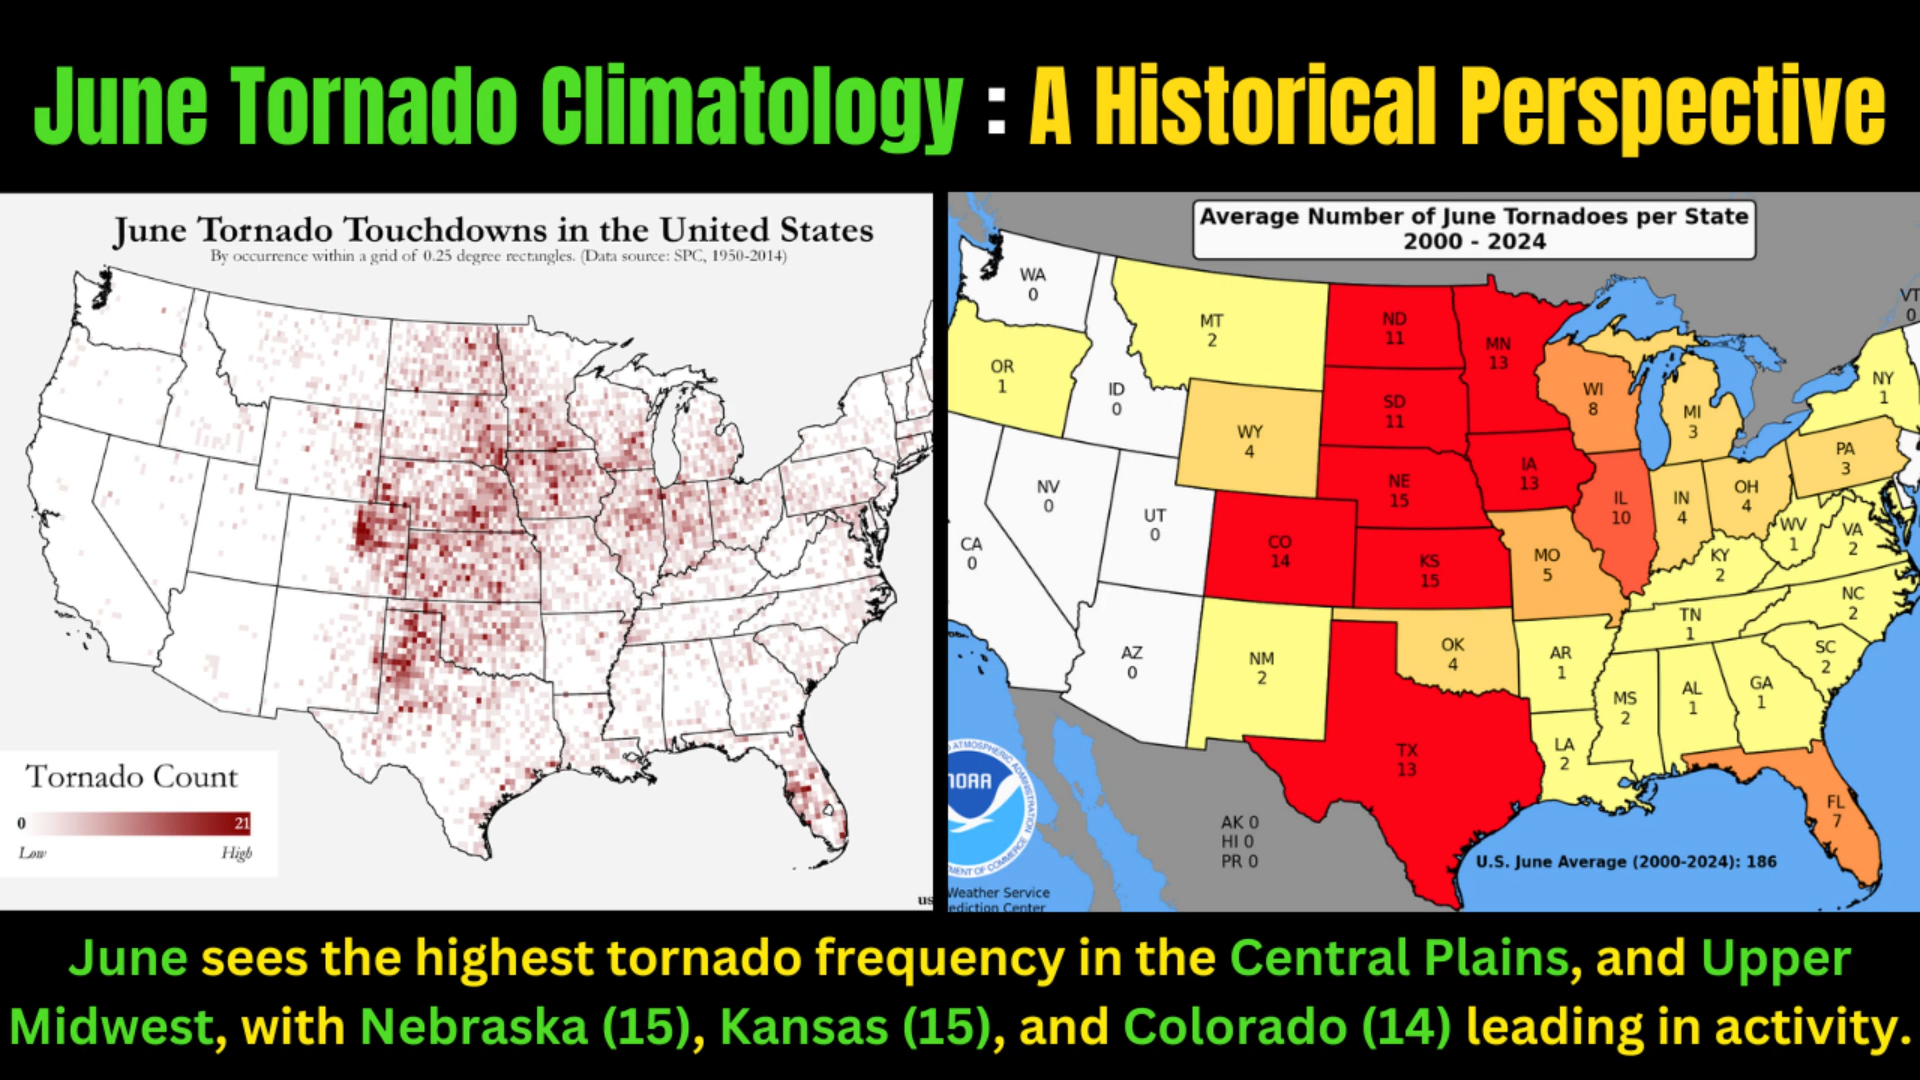 June Tornado Climatology : A Historical Perspective
June Tornado Touchdowns in the United States
By occurrence within a grid of 0.25 degree rectangles. (Data source: SPC, 1950-2014)
Tornado Count
0 21
Low High
us
Average Number of June Tornadoes per State
2000 - 2024
WA
0
OR
1
CA
0
ID
0
NV
0
UT
0
AZ
0
MT
2
WY
4
CO
14
NM
2
ND
11
SD
11
NE
15
KS
15
OK
4
TX
13
MN
13
IA
13
MO
5
AR
1
LA
2
WI
8
IL
10
MI
3
IN
4
OH
4
KY
2
TN
1
MS
2
AL
1
GA
1
FL
7
SC
2
NC
2
VA
2
WV
1
PA
3
NY
1
VT
0
AK 0
HI 0
PR 0
U.S. June Average (2000-2024): 186
ATMOSPHERIC ADMINISTRATION
NOAA
MENT OF COMMERCE
Weather Service
ediction Center
June sees the highest tornado frequency in the Central Plains, and Upper
Midwest, with Nebraska (15), Kansas (15), and Colorado (14) leading in activity.